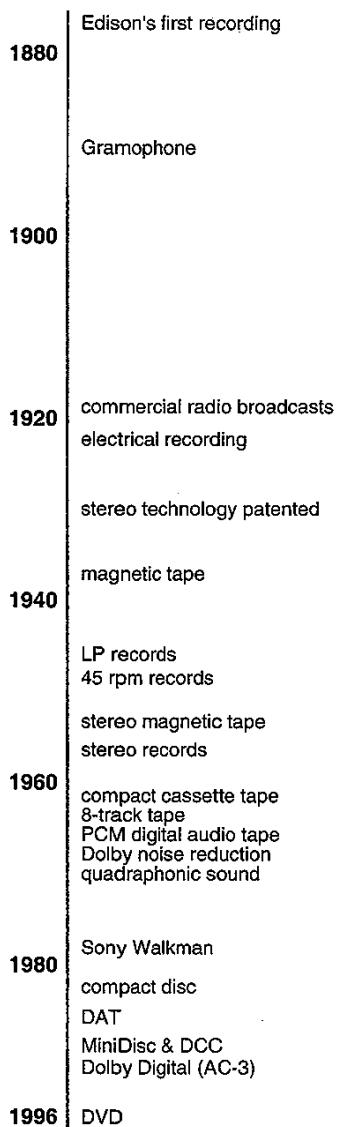 Edison's first recording
1880
Gramophone
1900
commercial radio broadcasts
1920
electrical recording
stereo technology patented
magnetic tape
1940
LP records
45 rpm records
stereo magnetic tape
stereo records
1960
compact cassette tape
8-track tape
PCM digital audio tape
Dolby noise reduction
quadraphonic sound
Sony Walkman
1980
compact disc
DAT
MiniDisc & DCC
Dolby Digital (AC-3)
1996 DVD